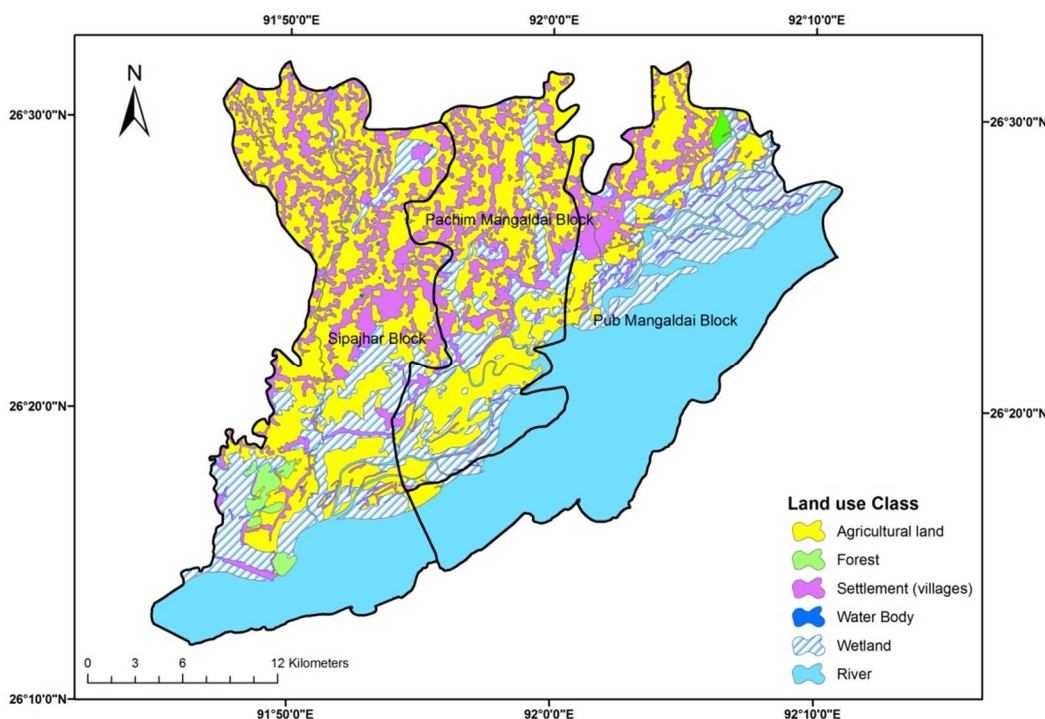 91°50'0"E 92°0'0"E 92°10'0"E
N
26°30'0"N 26°30'0"N
Pachim Mangaldai Block
Pub Mangaldai Block
Sipajhar Block
26°20'0"N 26°20'0"N
Land use Class
Agricultural land
Forest
Settlement (villages)
Water Body
Wetland
River
0 3 6 12 Kilometers
26°10'0"N 26°10'0"N
91°50'0"E 92°0'0"E 92°10'0"E